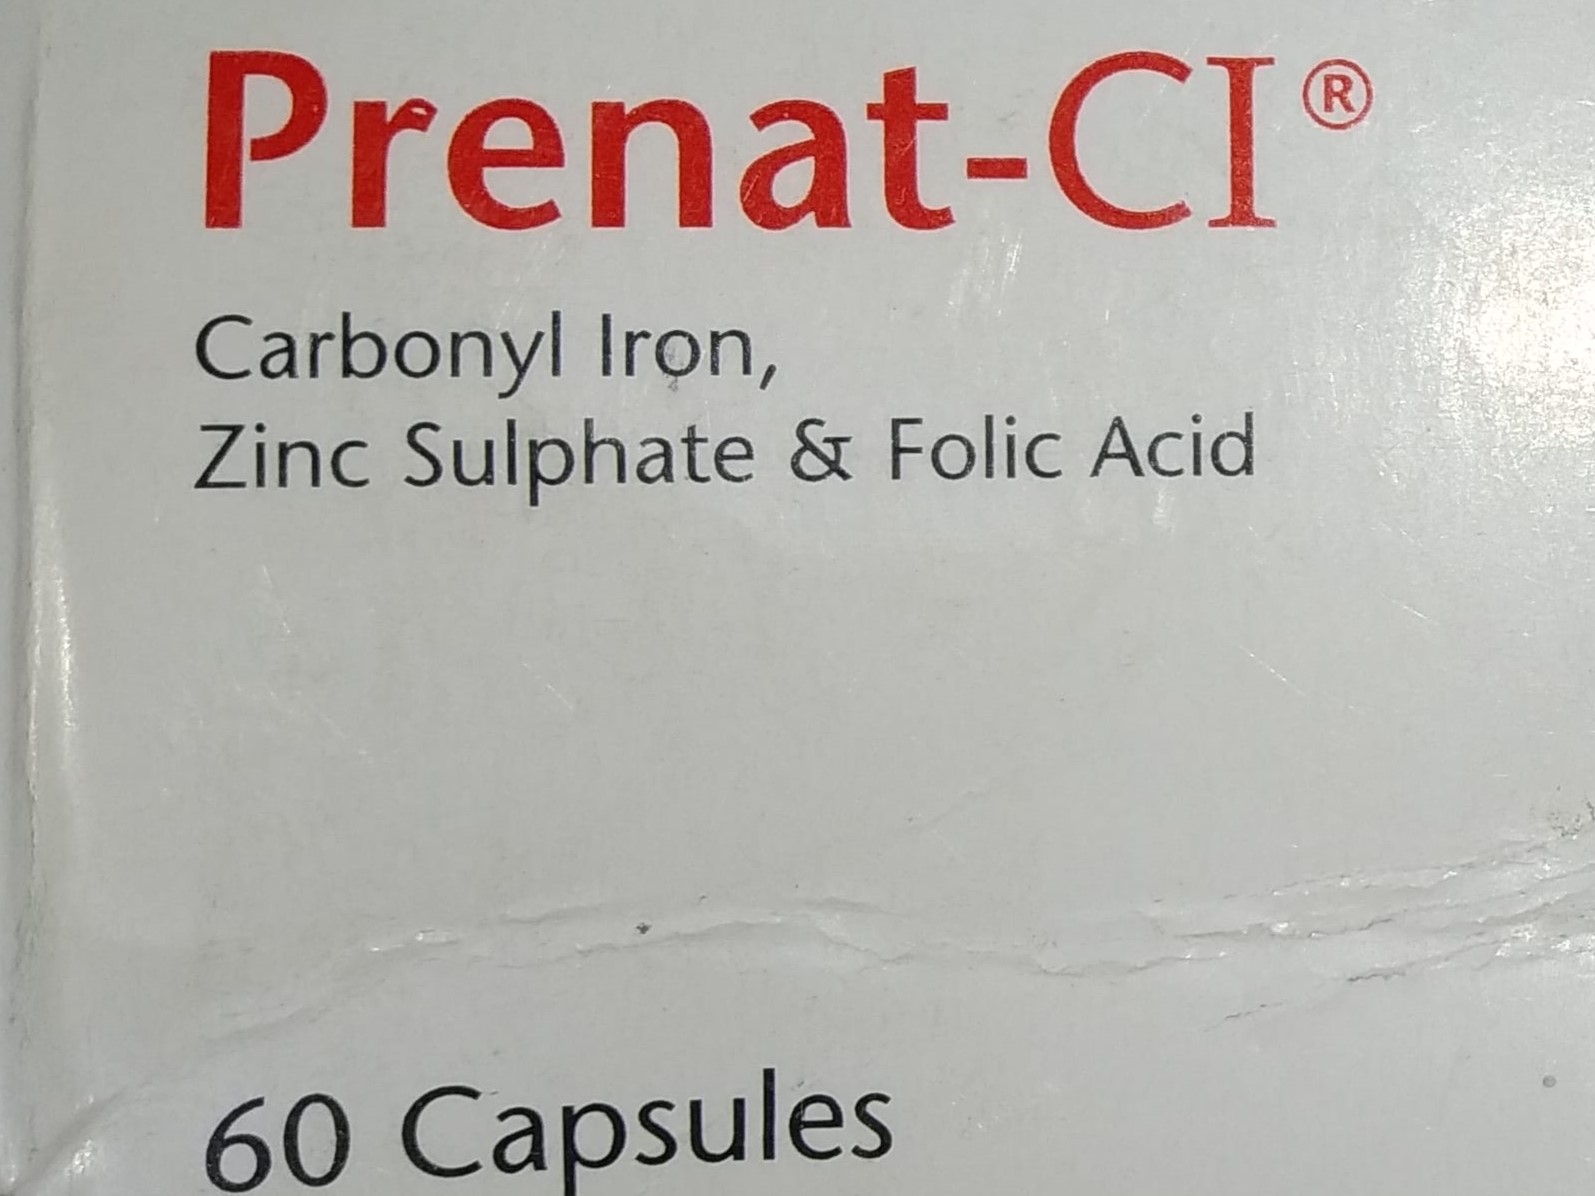 Prenat-CI®
Carbonyl Iron,
Zinc Sulphate & Folic Acid
60 Capsules